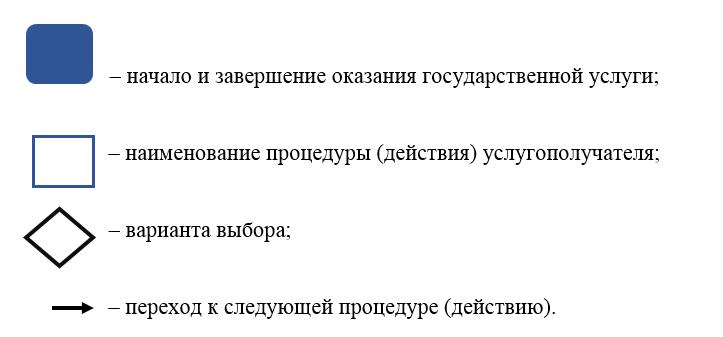 – начало и завершение оказания государственной услуги;
– наименование процедуры (действия) услугополучателя;
– варианта выбора;
– переход к следующей процедуре (действию).